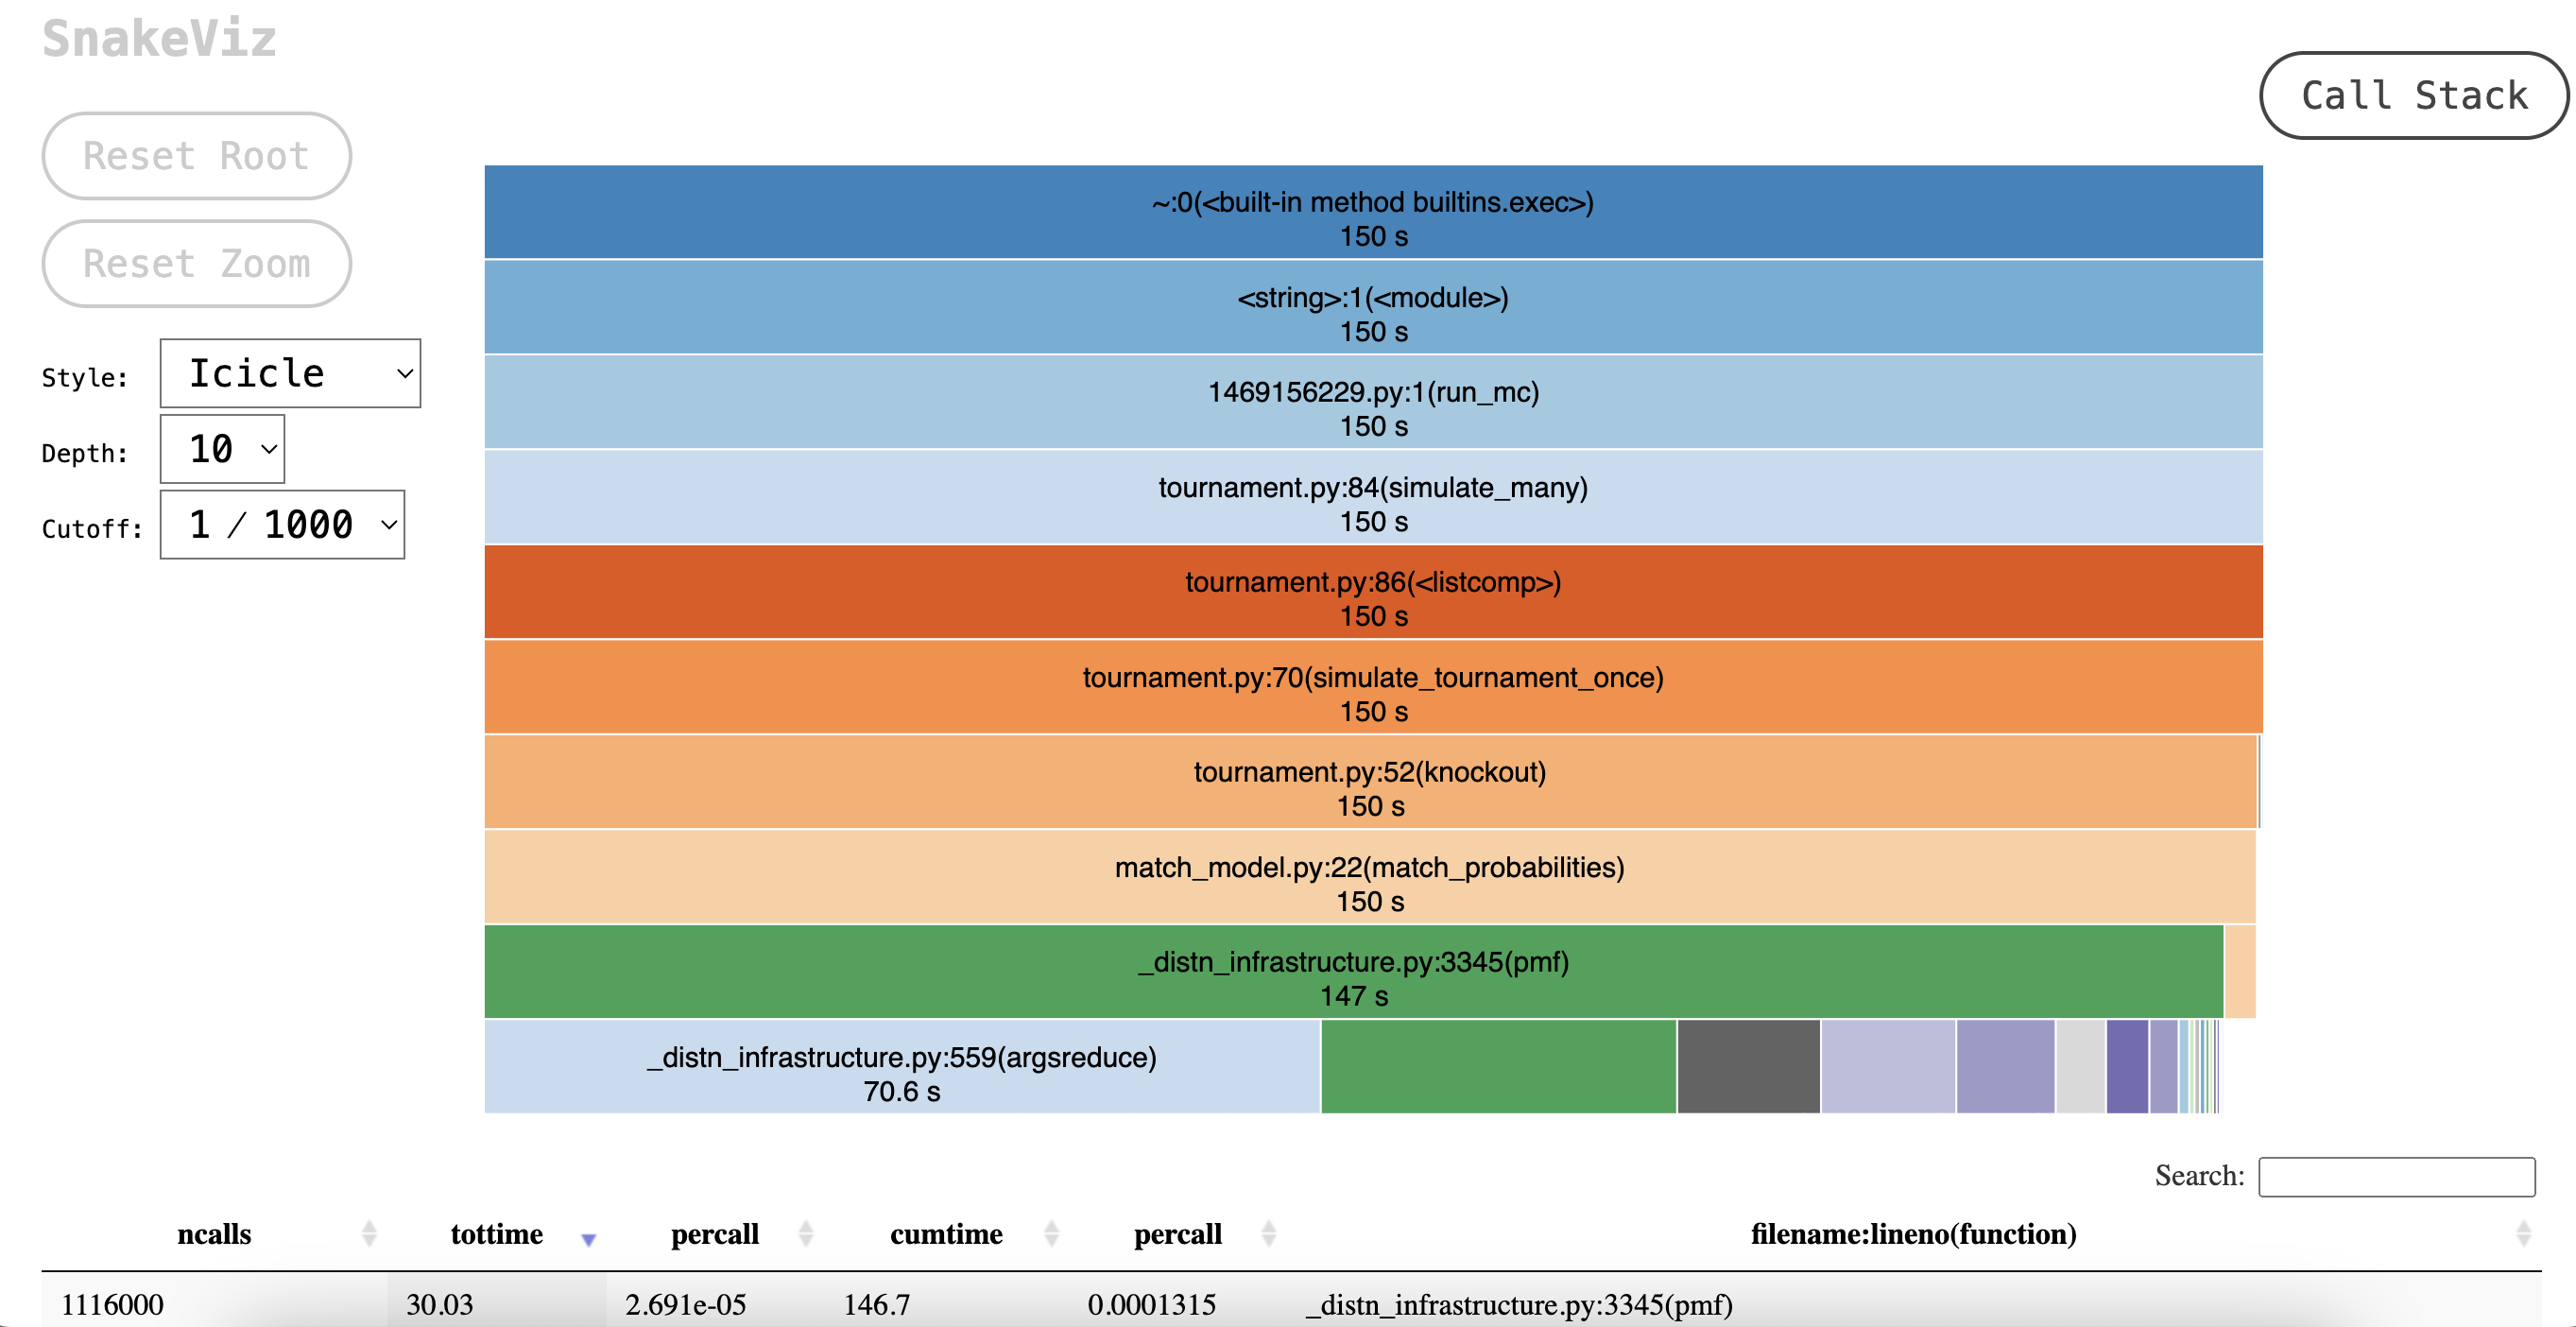 SnakeViz
Call Stack
Reset Root
Reset Zoom
Style: Icicle
Depth: 10
Cutoff: 1 / 1000
~:0(<built-in method builtins.exec>)
150 s
<string>:1(<module>)
150 s
1469156229.py:1(run_mc)
150 s
tournament.py:84(simulate_many)
150 s
tournament.py:86(<listcomp>)
150 s
tournament.py:70(simulate_tournament_once)
150 s
tournament.py:52(knockout)
150 s
match_model.py:22(match_probabilities)
150 s
_distn_infrastructure.py:3345(pmf)
147 s
_distn_infrastructure.py:559(argsreduce)
70.6 s
Search:
ncalls tottime percall cumtime percall filename:lineno(function)
1116000 30.03 2.691e-05 146.7 0.0001315 _distn_infrastructure.py:3345(pmf)